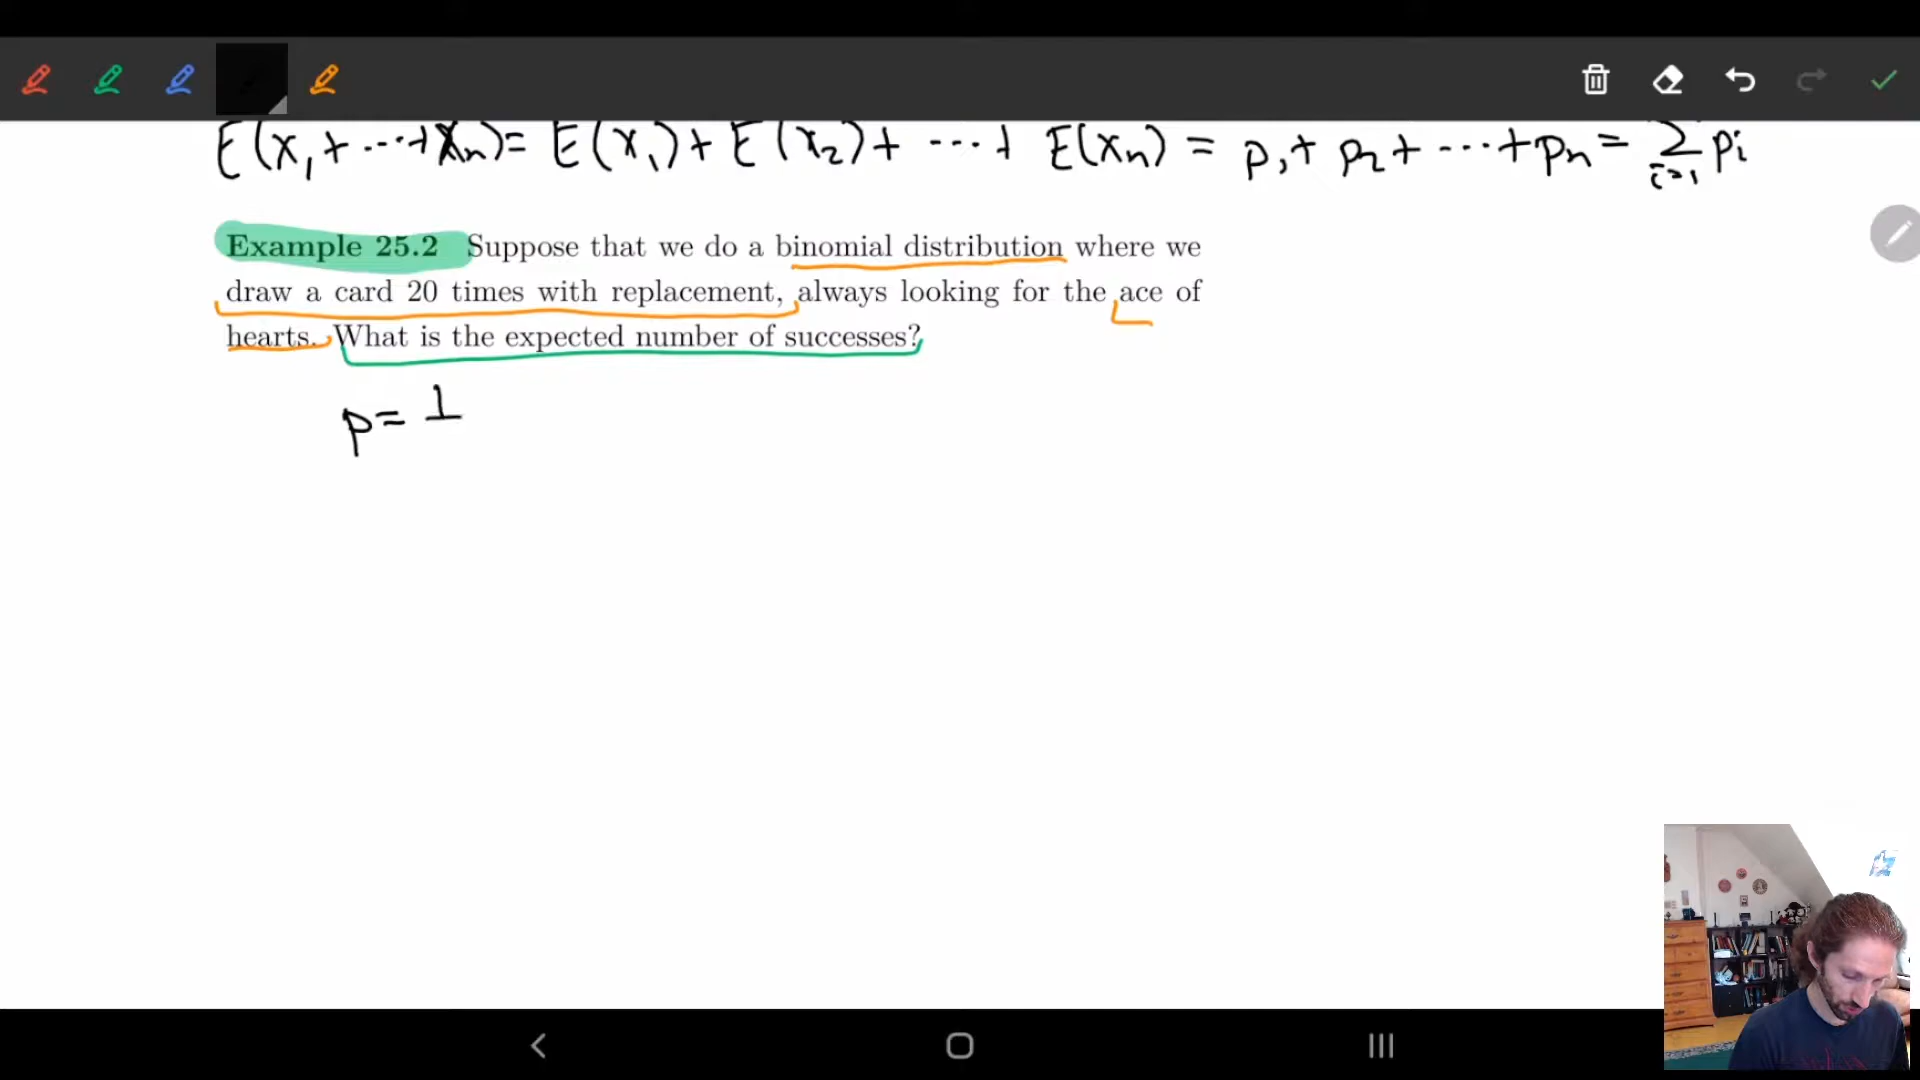 E(x₁+⋯+Xₙ)= E(x₁)+ E(x₂)+ ⋯+ E(xₙ) = p₁+ p₂+ ⋯+pₙ= ∑ᵢ₌₁ pᵢ
Example 25.2 Suppose that we do a binomial distribution where we
draw a card 20 times with replacement, always looking for the ace of
hearts. What is the expected number of successes?
p= 1